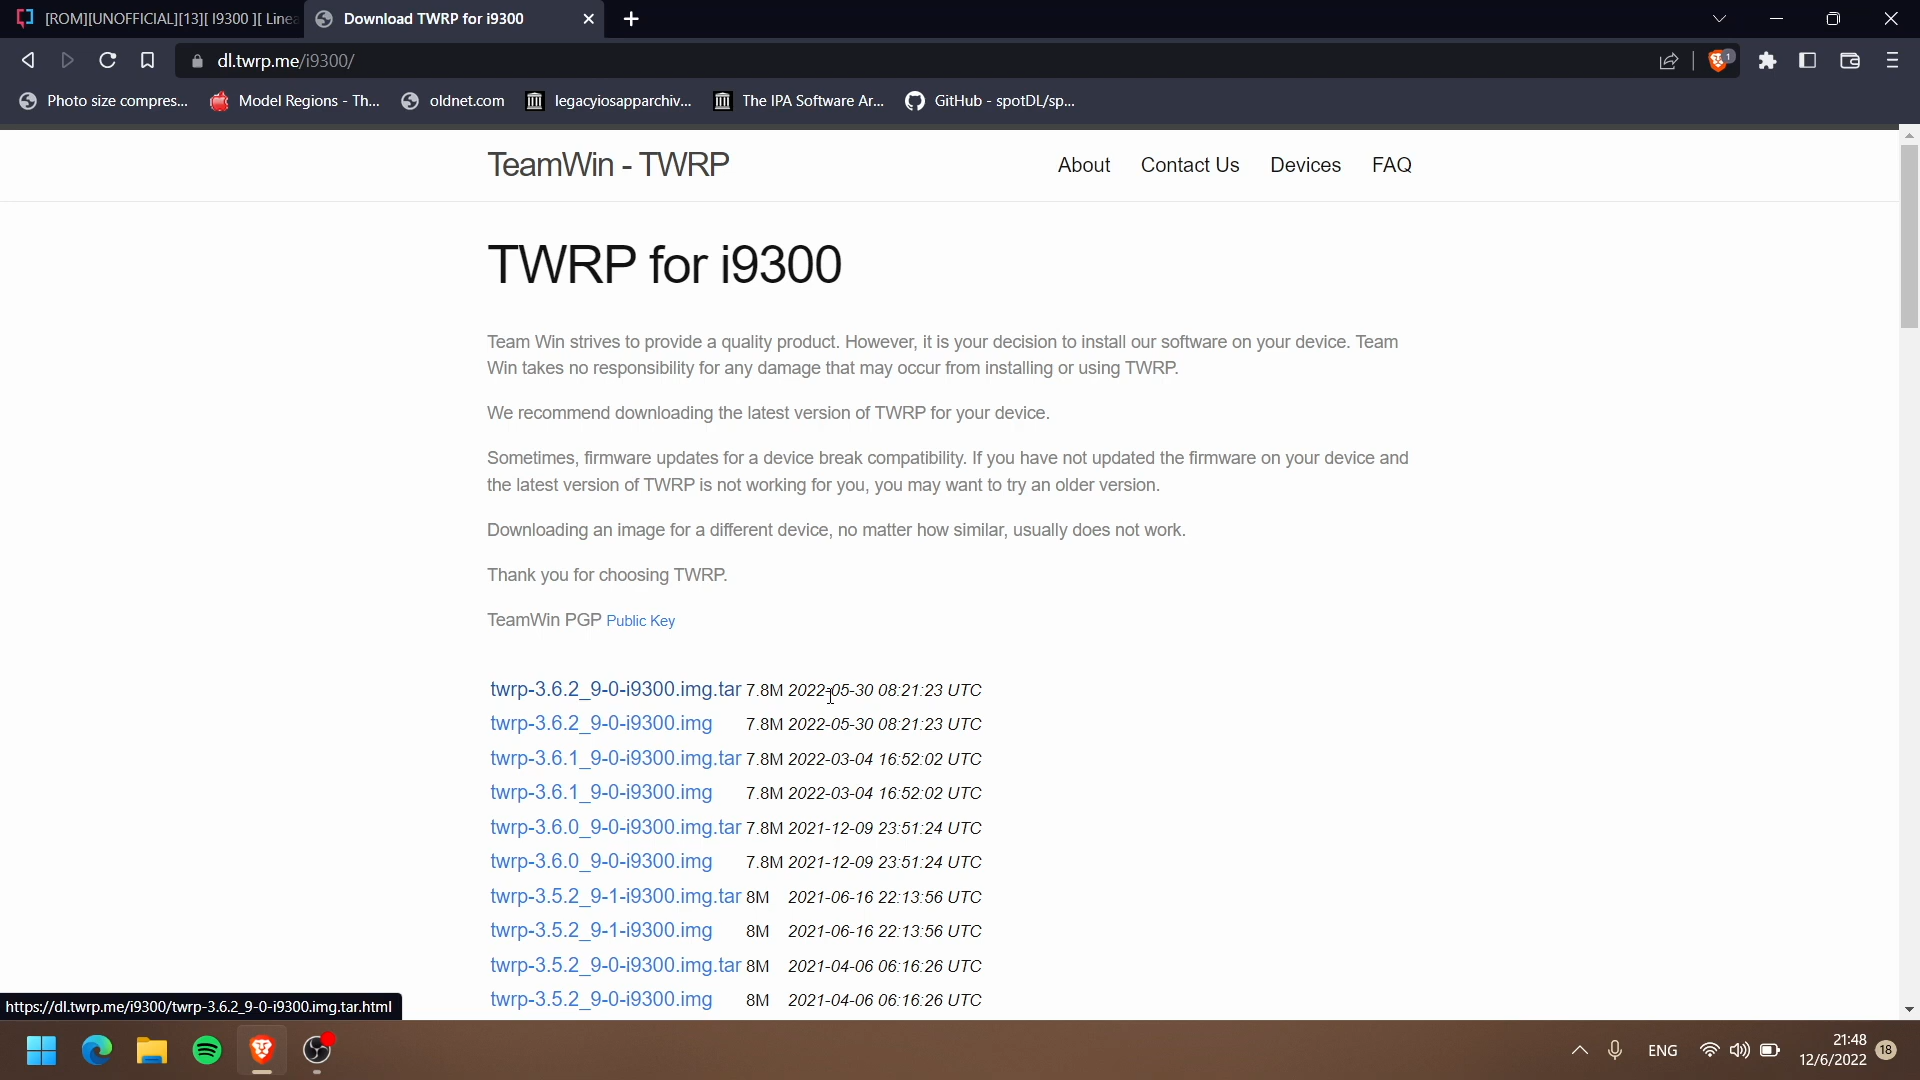 [ROM][UNOFFICIAL][13][ I9300 ][ Linea
Download TWRP for i9300
dl.twrp.me/i9300/
1
Photo size compres...
Model Regions - Th...
oldnet.com
legacyiosapparchiv...
The IPA Software Ar...
GitHub - spotDL/sp...
TeamWin - TWRP
About
Contact Us
Devices
FAQ
TWRP for i9300
Team Win strives to provide a quality product. However, it is your decision to install our software on your device. Team
Win takes no responsibility for any damage that may occur from installing or using TWRP.
We recommend downloading the latest version of TWRP for your device.
Sometimes, firmware updates for a device break compatibility. If you have not updated the firmware on your device and
the latest version of TWRP is not working for you, you may want to try an older version.
Downloading an image for a different device, no matter how similar, usually does not work.
Thank you for choosing TWRP.
TeamWin PGP Public Key
twrp-3.6.2_9-0-i9300.img.tar 7.8M 2022-05-30 08:21:23 UTC
twrp-3.6.2_9-0-i9300.img 7.8M 2022-05-30 08:21:23 UTC
twrp-3.6.1_9-0-i9300.img.tar 7.8M 2022-03-04 16:52:02 UTC
twrp-3.6.1_9-0-i9300.img 7.8M 2022-03-04 16:52:02 UTC
twrp-3.6.0_9-0-i9300.img.tar 7.8M 2021-12-09 23:51:24 UTC
twrp-3.6.0_9-0-i9300.img 7.8M 2021-12-09 23:51:24 UTC
twrp-3.5.2_9-1-i9300.img.tar 8M 2021-06-16 22:13:56 UTC
twrp-3.5.2_9-1-i9300.img 8M 2021-06-16 22:13:56 UTC
twrp-3.5.2_9-0-i9300.img.tar 8M 2021-04-06 06:16:26 UTC
twrp-3.5.2_9-0-i9300.img 8M 2021-04-06 06:16:26 UTC
https://dl.twrp.me/i9300/twrp-3.6.2_9-0-i9300.img.tar.html
ENG
21:48
12/6/2022
18